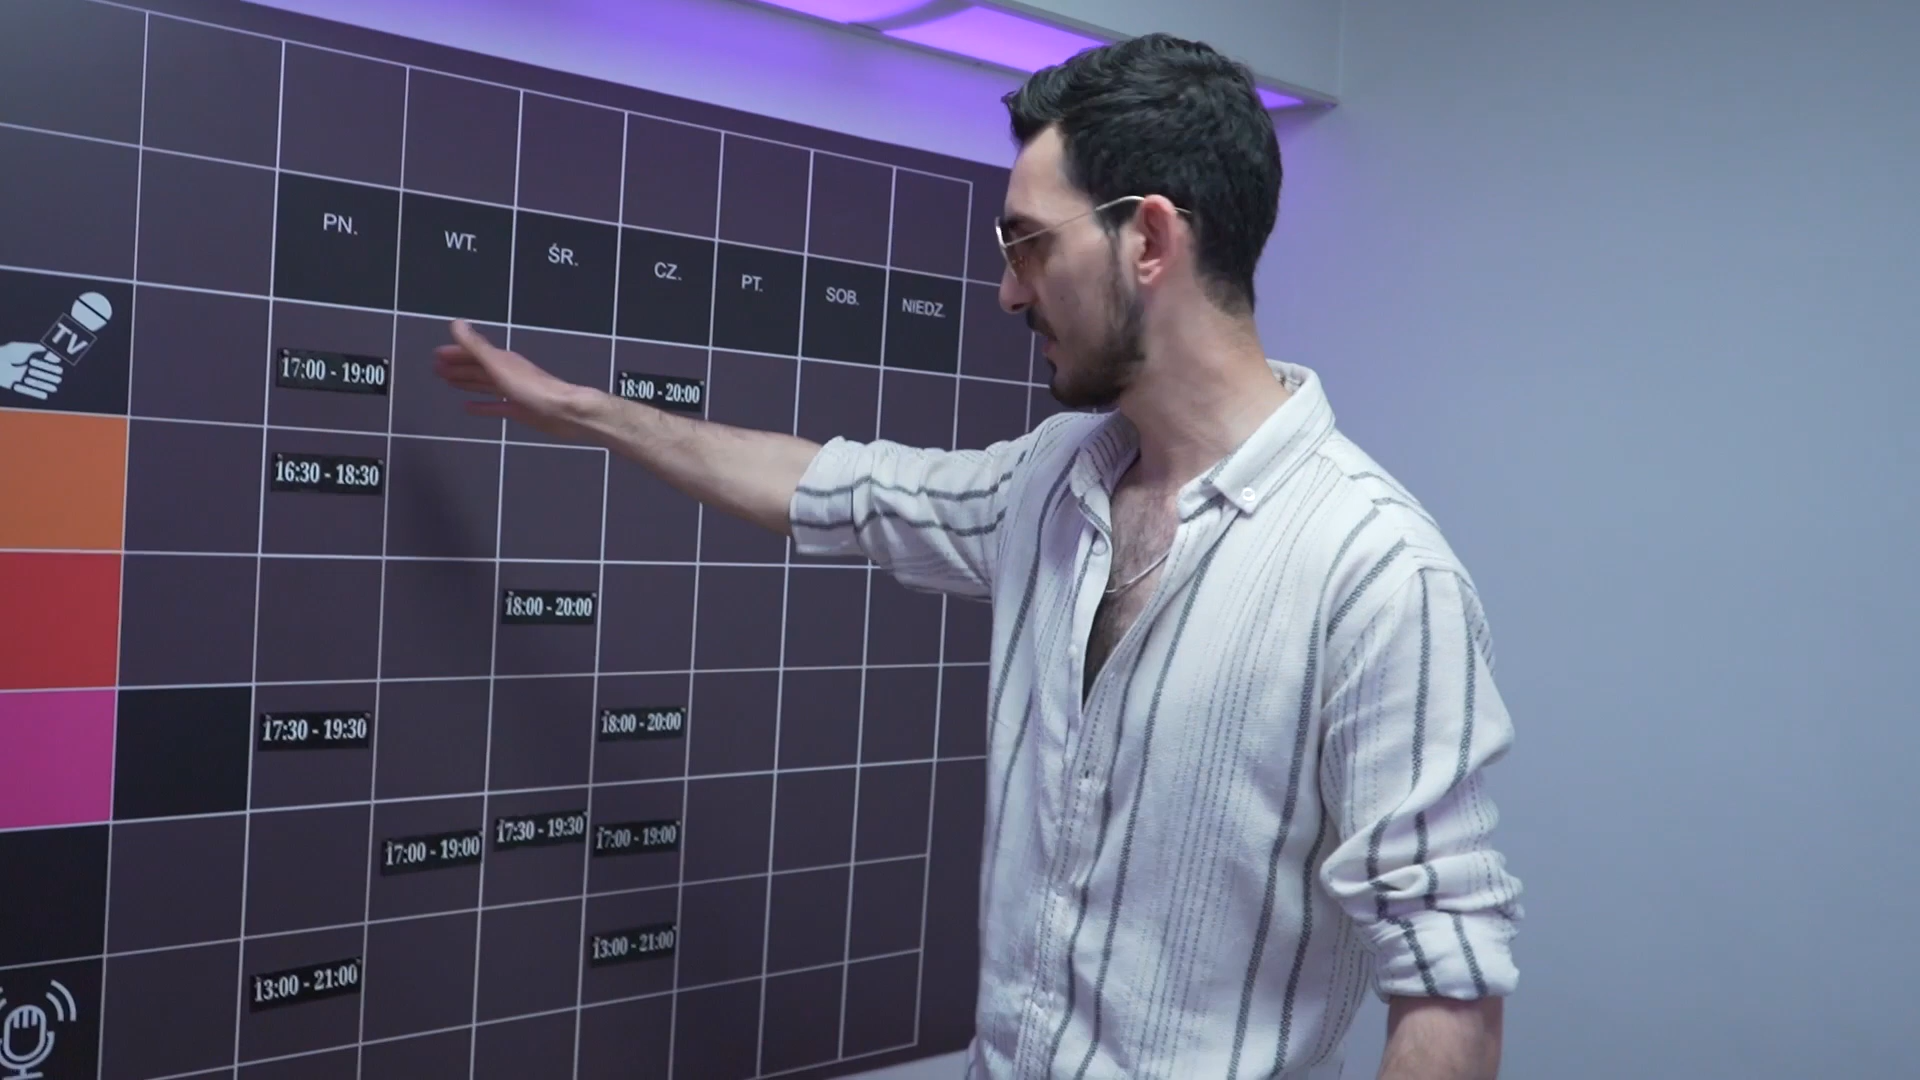 PN. WT. ŚR. CZ. PT. SOB. NIEDZ.
TV
17:00 - 19:00 18:00 - 20:00
16:30 - 18:30
18:00 - 20:00
17:30 - 19:30 18:00 - 20:00
17:00 - 19:00 17:30 - 19:30 17:00 - 19:00
13:00 - 21:00 13:00 - 21:00